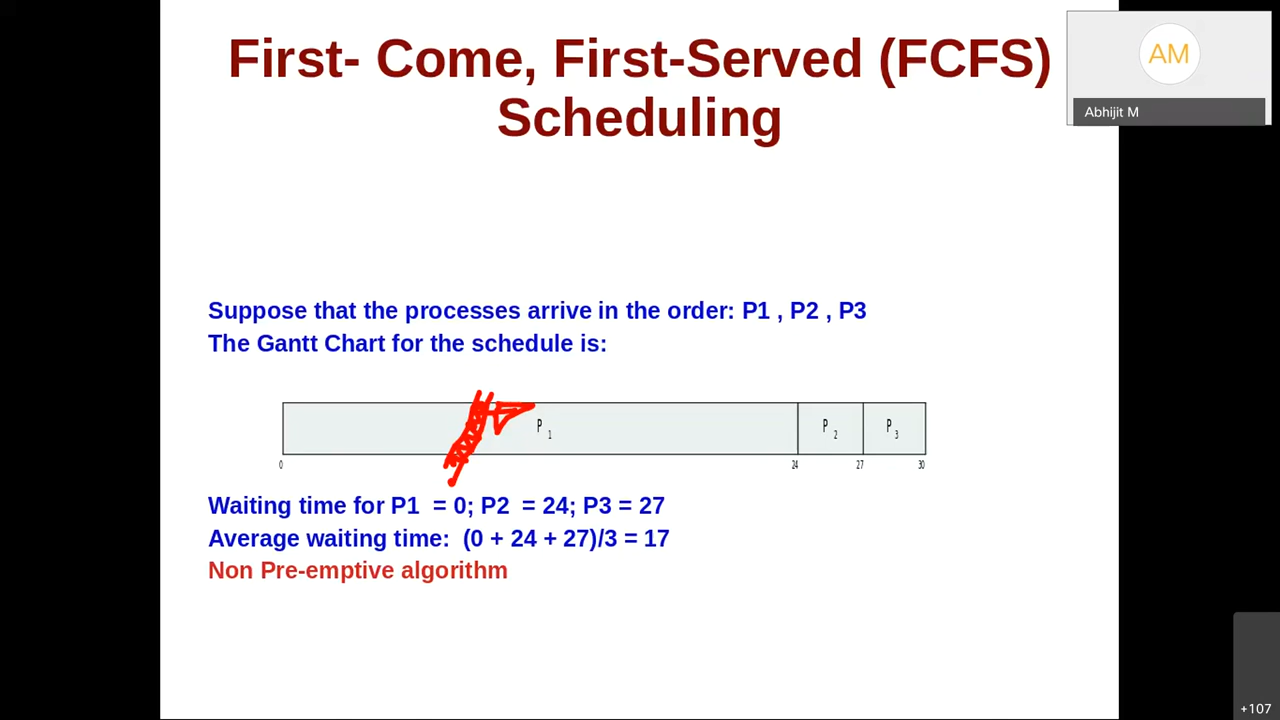 First- Come, First-Served (FCFS)
Scheduling
AM
Abhijit M
Suppose that the processes arrive in the order: P1 , P2 , P3
The Gantt Chart for the schedule is:
P 1 P 2 P 3
0 24 27 30
Waiting time for P1 = 0; P2 = 24; P3 = 27
Average waiting time: (0 + 24 + 27)/3 = 17
Non Pre-emptive algorithm
+107